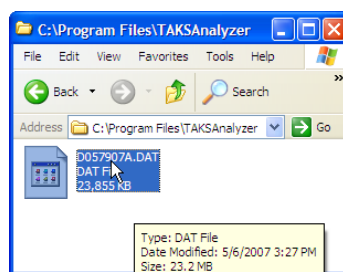 C:\Program Files\TAKSAnalyzer
File Edit View Favorites Tools Help
Back Search »
Address C:\Program Files\TAKSAnalyzer Go
D057907A.DAT
DAT File
23,855 KB
Type: DAT File
Date Modified: 5/6/2007 3:27 PM
Size: 23.2 MB